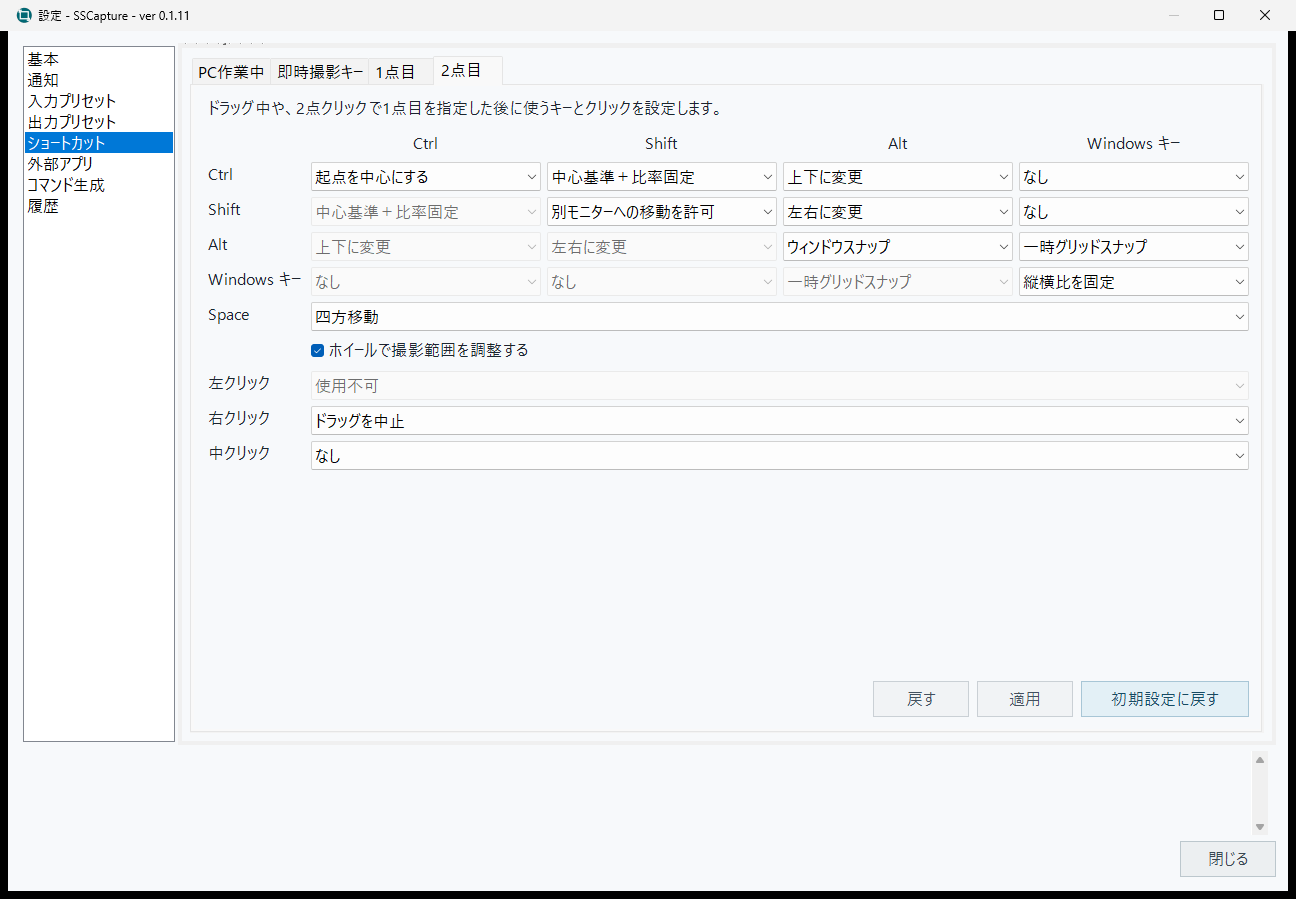 設定 - SSCapture - ver 0.1.11
基本
通知
入力プリセット
出力プリセット
ショートカット
外部アプリ
コマンド生成
履歴
PC作業中 即時撮影キー 1点目 2点目
ドラッグ中や、2点クリックで1点目を指定した後に使うキーとクリックを設定します。
Ctrl Shift Alt Windows キー
Ctrl 起点を中心にする 中心基準＋比率固定 上下に変更 なし
Shift 中心基準＋比率固定 別モニターへの移動を許可 左右に変更 なし
Alt 上下に変更 左右に変更 ウィンドウスナップ 一時グリッドスナップ
Windows キー なし なし 一時グリッドスナップ 縦横比を固定
Space 四方移動
ホイールで撮影範囲を調整する
左クリック 使用不可
右クリック ドラッグを中止
中クリック なし
戻す 適用 初期設定に戻す
閉じる